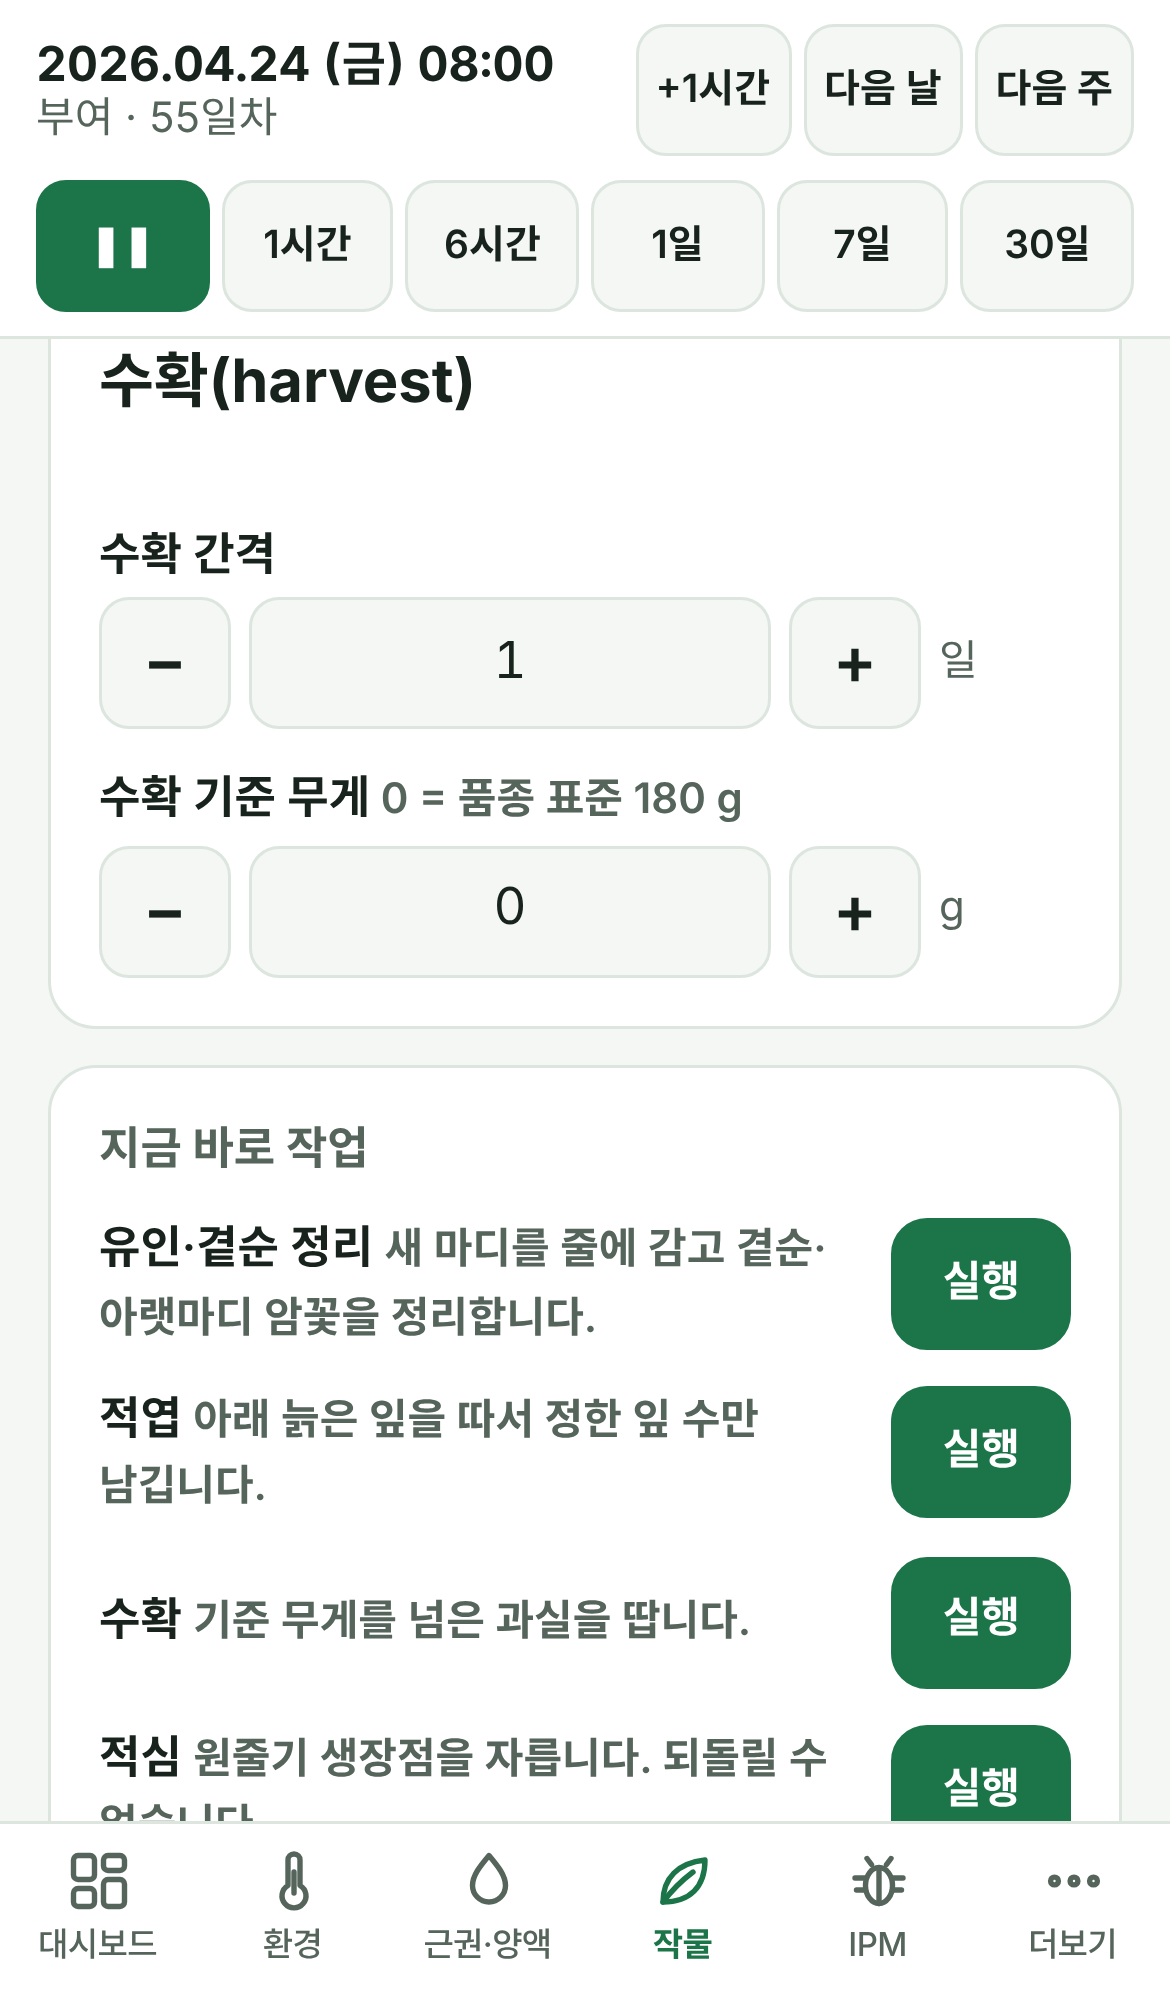 2026.04.24 (금) 08:00
부여 · 55일차
+1시간
다음 날
다음 주
1시간
6시간
1일
7일
30일
수확(harvest)
수확 간격
− 1 + 일
수확 기준 무게 0 = 품종 표준 180 g
− 0 + g
지금 바로 작업
유인·곁순 정리 새 마디를 줄에 감고 곁순·
아랫마디 암꽃을 정리합니다.
실행
적엽 아래 늙은 잎을 따서 정한 잎 수만
남깁니다.
실행
수확 기준 무게를 넘은 과실을 땁니다.
실행
적심 원줄기 생장점을 자릅니다. 되돌릴 수
없습니다
실행
대시보드
환경
근권·양액
작물
IPM
더보기